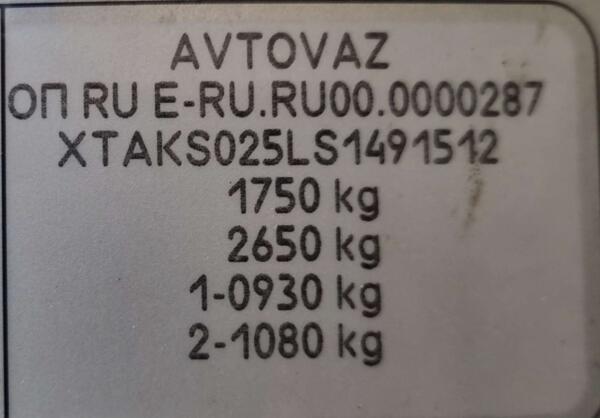 AVTOVAZ
ОП RU E-RU.RU00.0000287
XTAKS025LS1491512
1750 kg
2650 kg
1-0930 kg
2-1080 kg